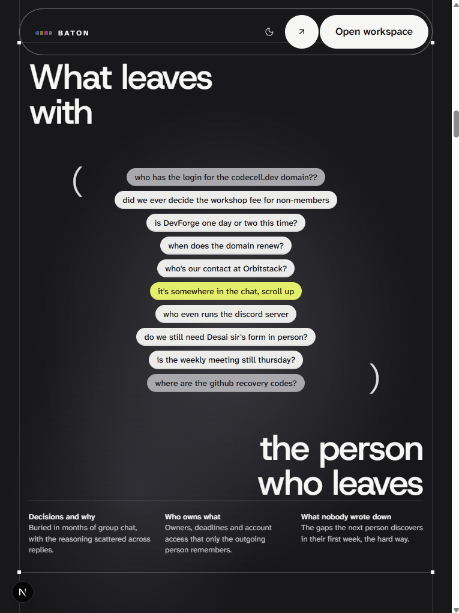 BATON
Open workspace
What leaves
with
(
who has the login for the codecell.dev domain??
did we ever decide the workshop fee for non-members
is DevForge one day or two this time?
when does the domain renew?
who's our contact at Orbitstack?
it's somewhere in the chat, scroll up
who even runs the discord server
do we still need Desai sir's form in person?
is the weekly meeting still thursday?
where are the github recovery codes?
)
the person
who leaves
Decisions and why
Buried in months of group chat,
with the reasoning scattered across
replies.
Who owns what
Owners, deadlines and account
access that only the outgoing
person remembers.
What nobody wrote down
The gaps the next person discovers
in their first week, the hard way.
N